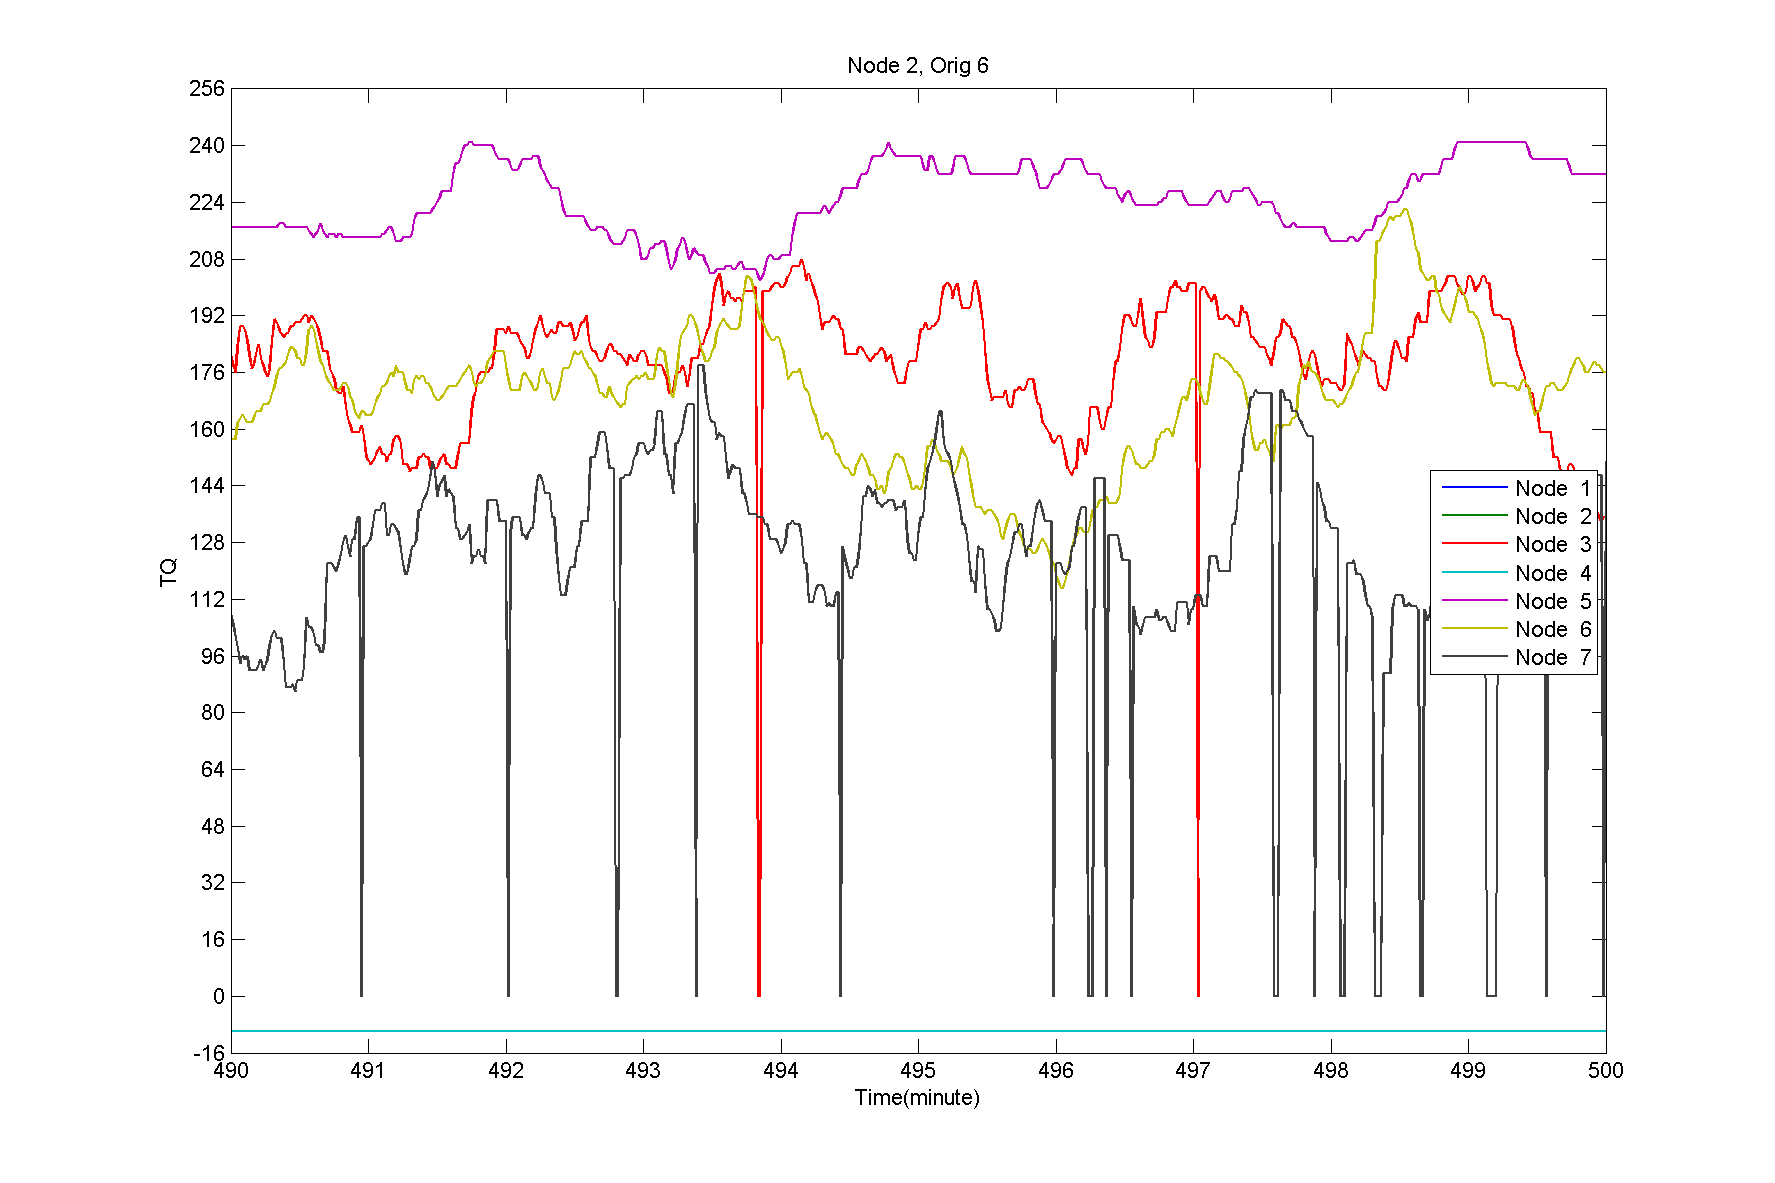 Node 2, Orig 6
256
240
224
208
192
176
160
144
128
112
96
80
64
48
32
16
0
-16
TQ
490 491 492 493 494 495 496 497 498 499 500
Time(minute)
Node 1
Node 2
Node 3
Node 4
Node 5
Node 6
Node 7